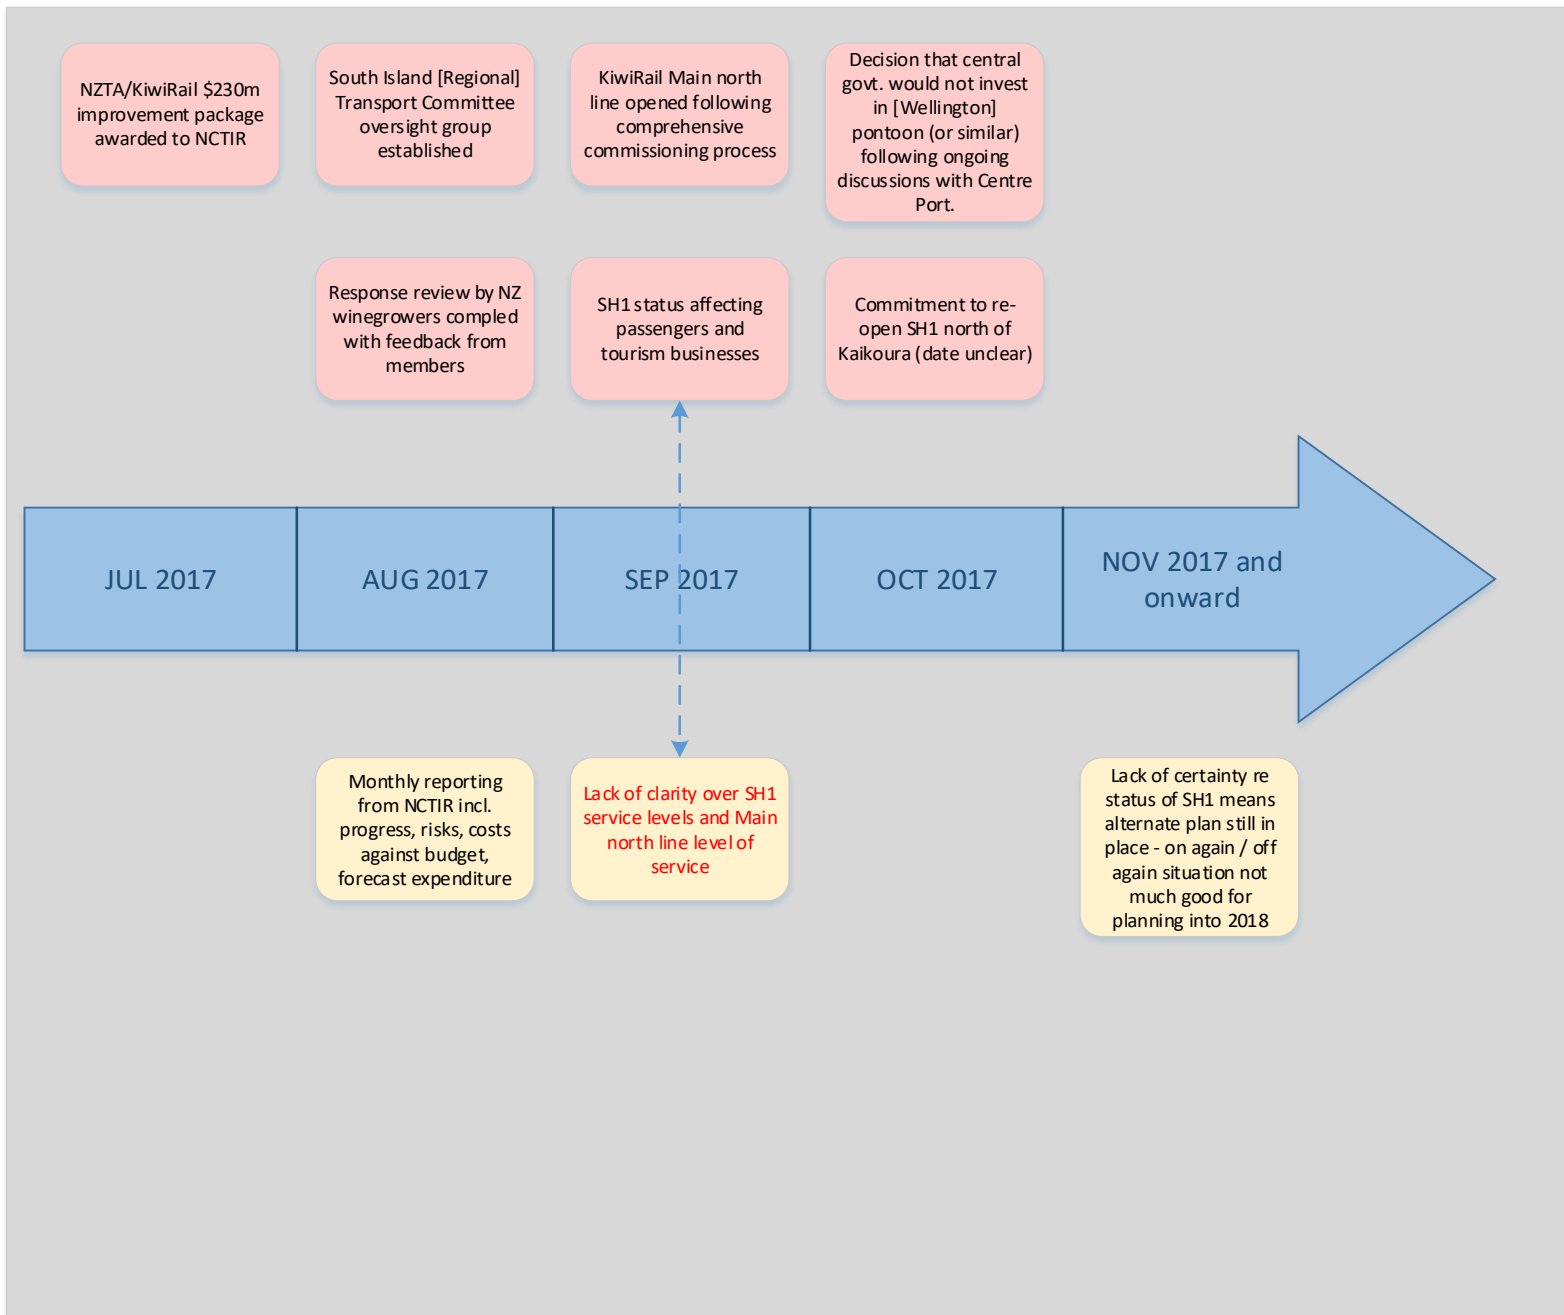 NZTA/KiwiRail $230m
improvement package
awarded to NCTIR
South Island [Regional]
Transport Committee
oversight group
established
KiwiRail Main north
line opened following
comprehensive
commissioning process
Decision that central
govt. would not invest
in [Wellington]
pontoon (or similar)
following ongoing
discussions with Centre
Port.
Response review by NZ
winegrowers compled
with feedback from
members
SH1 status affecting
passengers and
tourism businesses
Commitment to re-
open SH1 north of
Kaikoura (date unclear)
JUL 2017
AUG 2017
SEP 2017
OCT 2017
NOV 2017 and
onward
Monthly reporting
from NCTIR incl.
progress, risks, costs
against budget,
forecast expenditure
Lack of clarity over SH1
service levels and Main
north line level of
service
Lack of certainty re
status of SH1 means
alternate plan still in
place - on again / off
again situation not
much good for
planning into 2018